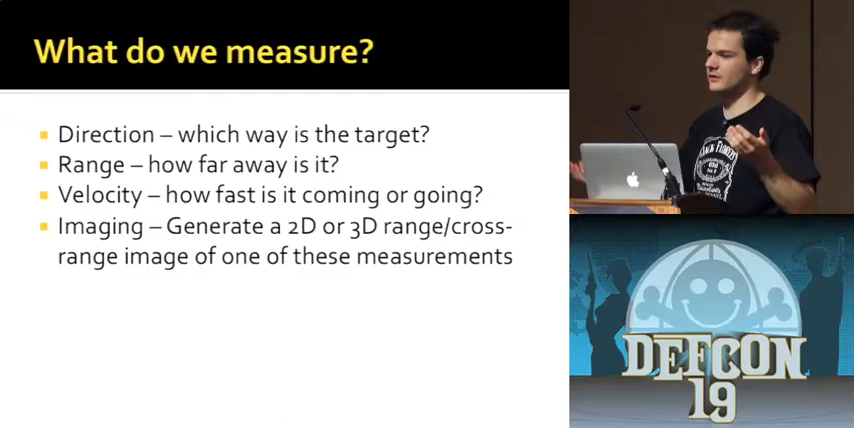 What do we measure?
Direction – which way is the target?
Range – how far away is it?
Velocity – how fast is it coming or going?
Imaging – Generate a 2D or 3D range/cross-
range image of one of these measurements
DEFCON
19